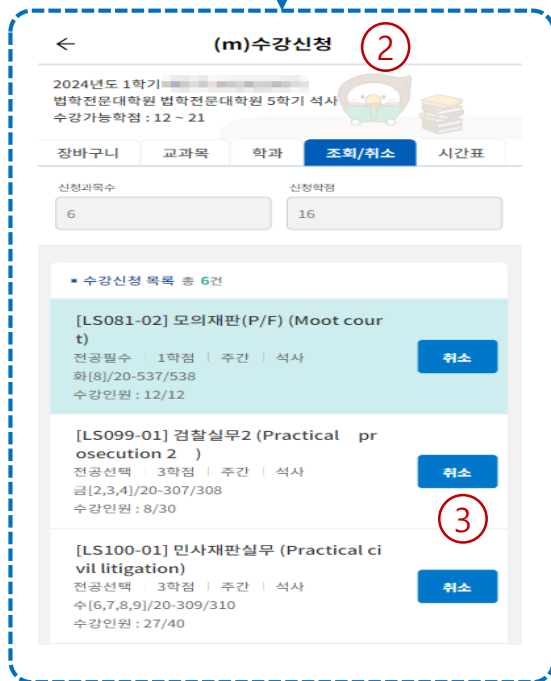 (m)수강신청
2
2024년도 1학기
법학전문대학원 법학전문대학원 5학기 석사
수강가능학점 : 12 ~ 21
장바구니 교과목 학과 조회/취소 시간표
신청과목수 신청학점
6 16
▪ 수강신청 목록 총 6건
[LS081-02] 모의재판(P/F) (Moot cour
t)
전공필수 | 1학점 | 주간 | 석사
취소
화[8]/20-537/538
수강인원 : 12/12
[LS099-01] 검찰실무2 (Practical pr
osecution 2 )
전공선택 | 3학점 | 주간 | 석사
취소
금[2,3,4]/20-307/308
수강인원 : 8/30
3
[LS100-01] 민사재판실무 (Practical ci
vil litigation)
전공선택 | 3학점 | 주간 | 석사
취소
수[6,7,8,9]/20-309/310
수강인원 : 27/40